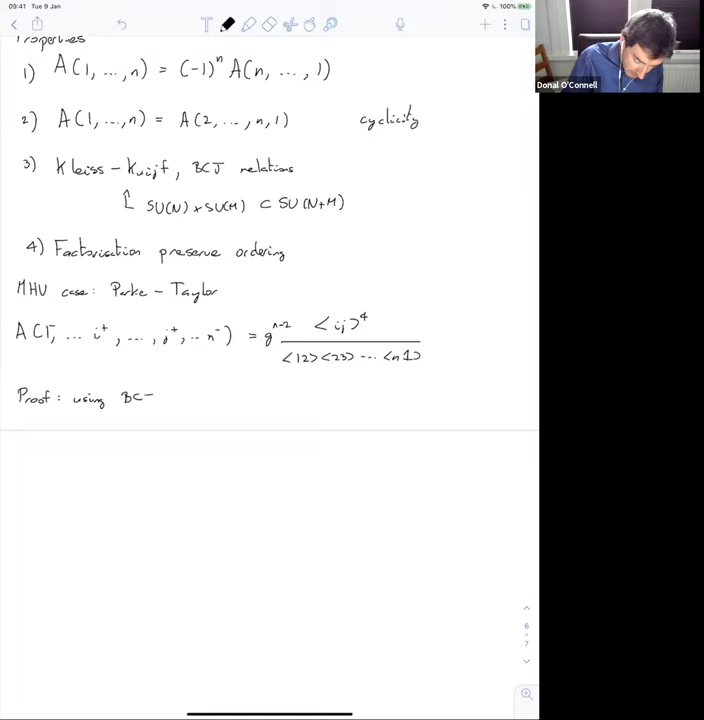 09:41 Tue 9 Jan
100%
Properties
1) A(1, ..., n) = (-1)^n A(n, ..., 1)
2) A(1, ..., n) = A(2, ..., n, 1) cyclicity
3) Kleiss - Kuijf, BCJ relations
SU(N) × SU(M) ⊂ SU(N+M)
4) Factorisation preserve ordering
MHV case: Parke - Taylor
A(1^-, ... i^+, ..., j^+, .. n^-) = g^{n-2} <ij>^4 / <12><23> ... <n1>
Proof: using BC
6
/
7
Donal O'Connell